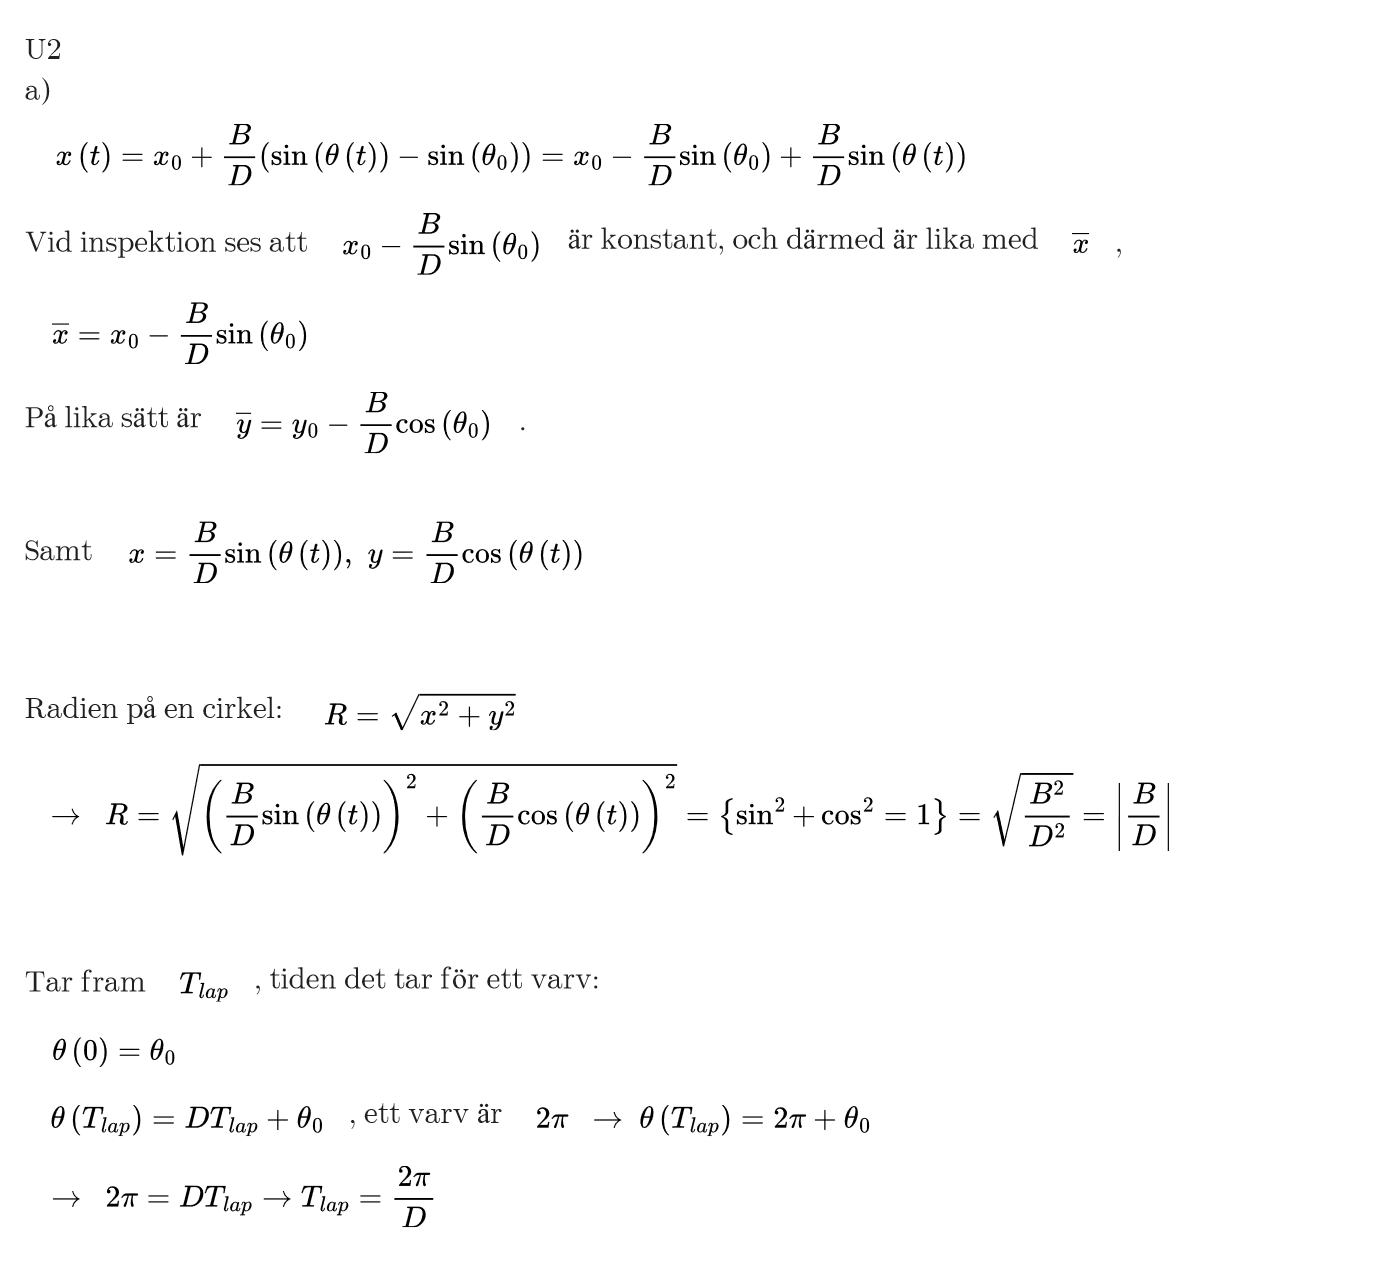 U2
a)
x (t) = x₀ + B/D (sin (θ (t)) − sin (θ₀)) = x₀ − B/D sin (θ₀) + B/D sin (θ (t))
Vid inspektion ses att x₀ − B/D sin (θ₀) är konstant, och därmed är lika med x̅ ,
x̅ = x₀ − B/D sin (θ₀)
På lika sätt är y̅ = y₀ − B/D cos (θ₀) .
Samt x = B/D sin (θ (t)), y = B/D cos (θ (t))
Radien på en cirkel: R = √(x² + y²)
→ R = √((B/D sin (θ (t)))² + (B/D cos (θ (t)))²) = {sin² + cos² = 1} = √(B²/D²) = |B/D|
Tar fram T_lap , tiden det tar för ett varv:
θ (0) = θ₀
θ (T_lap) = DT_lap + θ₀ , ett varv är 2π → θ (T_lap) = 2π + θ₀
→ 2π = DT_lap → T_lap = 2π/D